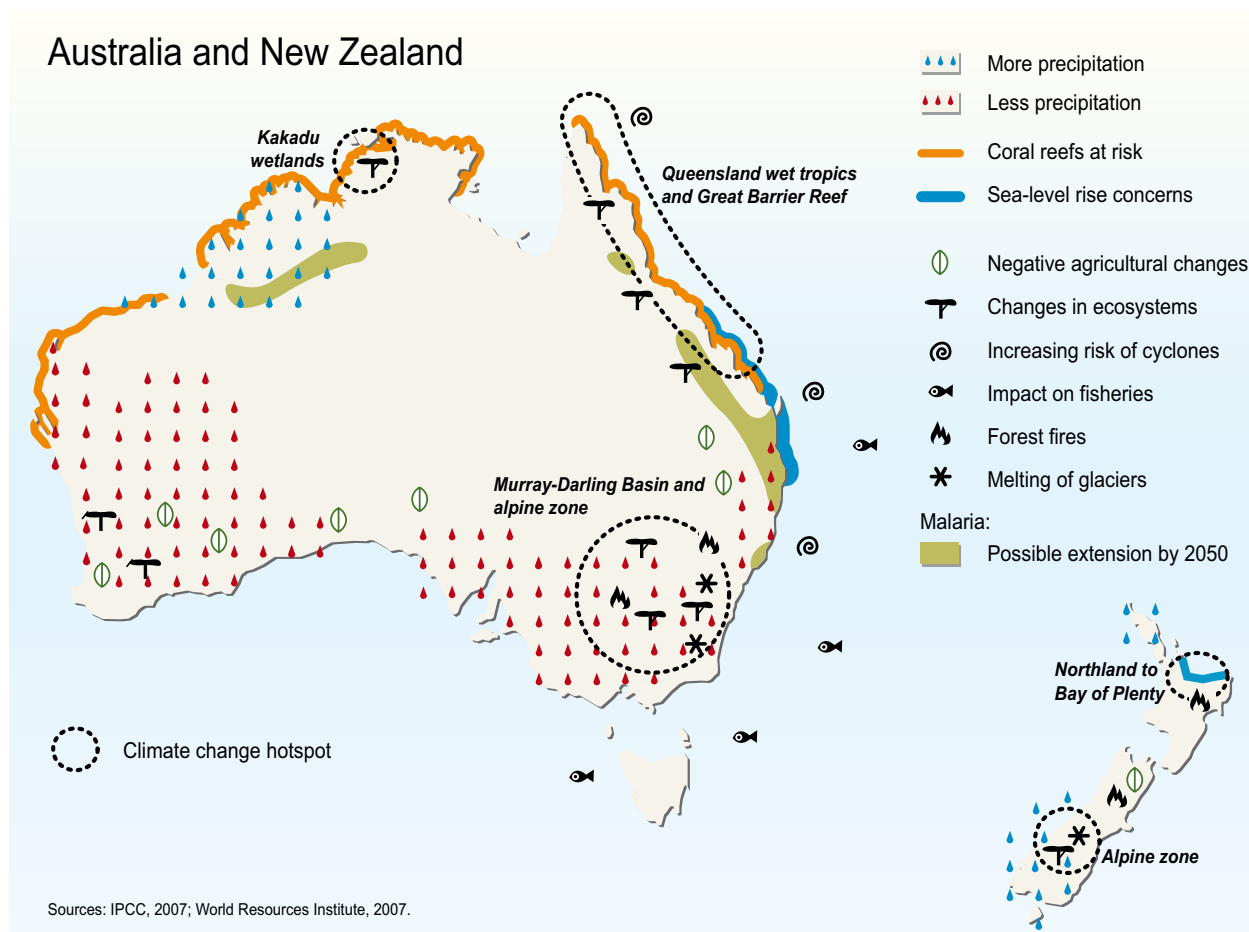 Australia and New Zealand
More precipitation
Less precipitation
Coral reefs at risk
Sea-level rise concerns
Negative agricultural changes
Changes in ecosystems
Increasing risk of cyclones
Impact on fisheries
Forest fires
Melting of glaciers
Malaria:
Possible extension by 2050
Kakadu
wetlands
Queensland wet tropics
and Great Barrier Reef
Murray-Darling Basin and
alpine zone
Northland to
Bay of Plenty
Alpine zone
Climate change hotspot
Sources: IPCC, 2007; World Resources Institute, 2007.